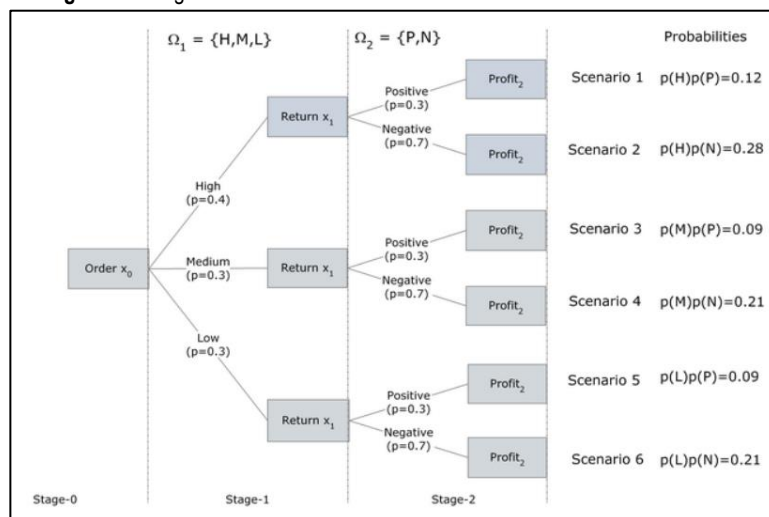 Ω₁ = {H,M,L}
Ω₂ = {P,N}
Probabilities
Positive
(p=0.3)
Profit₂
Scenario 1
p(H)p(P)=0.12
Return x₁
Negative
(p=0.7)
Profit₂
Scenario 2
p(H)p(N)=0.28
High
(p=0.4)
Positive
(p=0.3)
Profit₂
Scenario 3
p(M)p(P)=0.09
Order x₀
Medium
(p=0.3)
Return x₁
Negative
(p=0.7)
Profit₂
Scenario 4
p(M)p(N)=0.21
Low
(p=0.3)
Positive
(p=0.3)
Profit₂
Scenario 5
p(L)p(P)=0.09
Return x₁
Negative
(p=0.7)
Profit₂
Scenario 6
p(L)p(N)=0.21
Stage-0
Stage-1
Stage-2